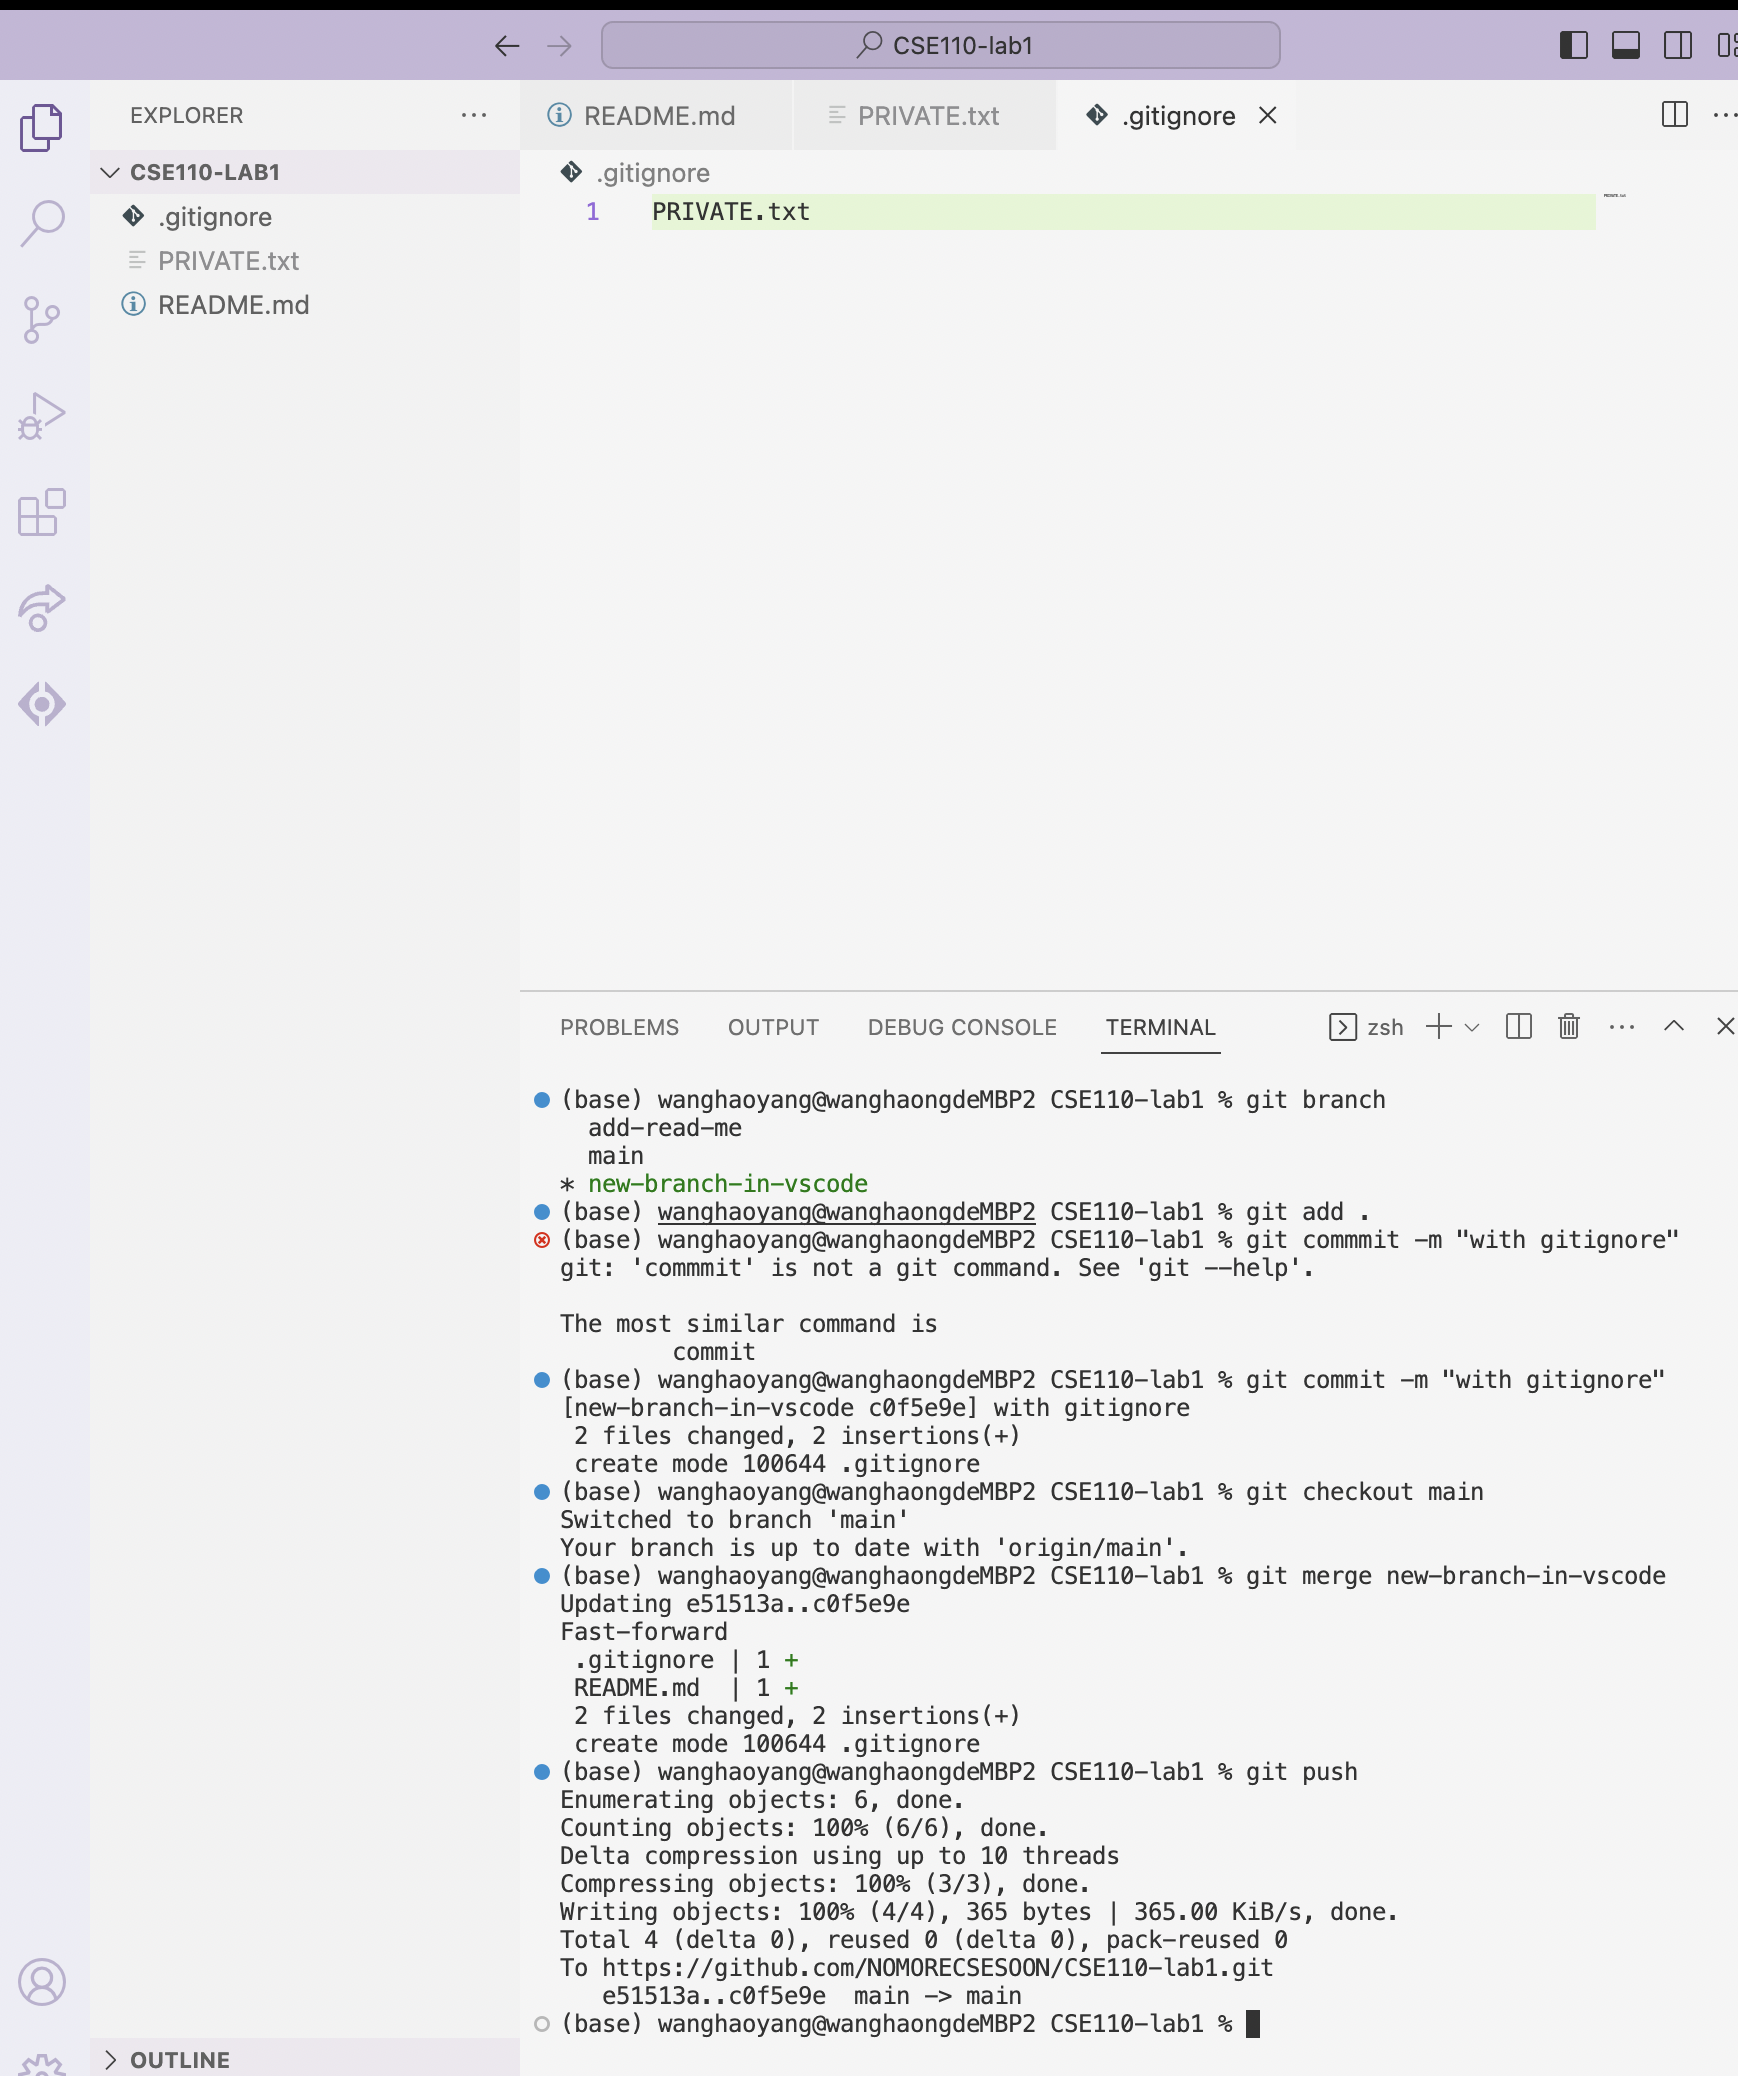 CSE110-lab1
EXPLORER
CSE110-LAB1
.gitignore
PRIVATE.txt
README.md
README.md
PRIVATE.txt
.gitignore
.gitignore
1 PRIVATE.txt
PROBLEMS OUTPUT DEBUG CONSOLE TERMINAL zsh
(base) wanghaoyang@wanghaongdeMBP2 CSE110-lab1 % git branch
add-read-me
main
* new-branch-in-vscode
(base) wanghaoyang@wanghaongdeMBP2 CSE110-lab1 % git add .
(base) wanghaoyang@wanghaongdeMBP2 CSE110-lab1 % git commmit -m "with gitignore"
git: 'commmit' is not a git command. See 'git --help'.
The most similar command is
commit
(base) wanghaoyang@wanghaongdeMBP2 CSE110-lab1 % git commit -m "with gitignore"
[new-branch-in-vscode c0f5e9e] with gitignore
2 files changed, 2 insertions(+)
create mode 100644 .gitignore
(base) wanghaoyang@wanghaongdeMBP2 CSE110-lab1 % git checkout main
Switched to branch 'main'
Your branch is up to date with 'origin/main'.
(base) wanghaoyang@wanghaongdeMBP2 CSE110-lab1 % git merge new-branch-in-vscode
Updating e51513a..c0f5e9e
Fast-forward
.gitignore | 1 +
README.md  | 1 +
2 files changed, 2 insertions(+)
create mode 100644 .gitignore
(base) wanghaoyang@wanghaongdeMBP2 CSE110-lab1 % git push
Enumerating objects: 6, done.
Counting objects: 100% (6/6), done.
Delta compression using up to 10 threads
Compressing objects: 100% (3/3), done.
Writing objects: 100% (4/4), 365 bytes | 365.00 KiB/s, done.
Total 4 (delta 0), reused 0 (delta 0), pack-reused 0
To https://github.com/NOMORECSESOON/CSE110-lab1.git
e51513a..c0f5e9e  main -> main
(base) wanghaoyang@wanghaongdeMBP2 CSE110-lab1 %
OUTLINE